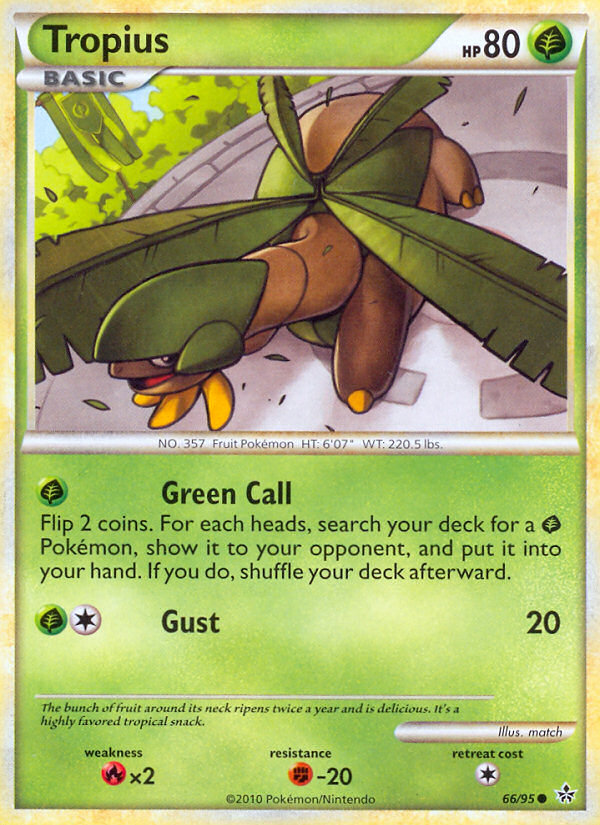 Tropius
HP 80
BASIC
NO. 357 Fruit Pokémon HT: 6'07" WT: 220.5 lbs.
Green Call
Flip 2 coins. For each heads, search your deck for a
Pokémon, show it to your opponent, and put it into
your hand. If you do, shuffle your deck afterward.
Gust 20
The bunch of fruit around its neck ripens twice a year and is delicious. It's a
highly favored tropical snack.
Illus. match
weakness resistance retreat cost
×2 -20
©2010 Pokémon/Nintendo 66/95